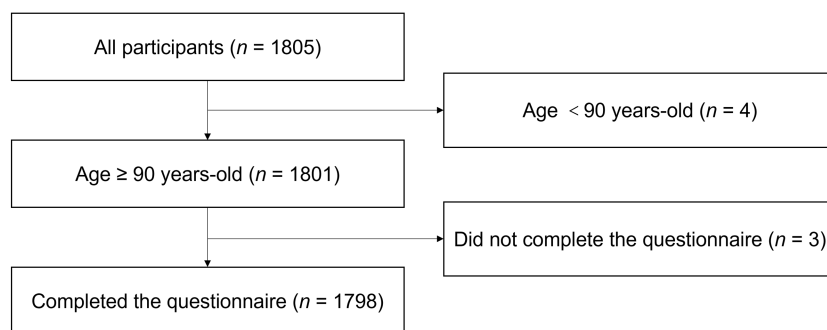 All participants (n = 1805)
Age < 90 years-old (n = 4)
Age ≥ 90 years-old (n = 1801)
Did not complete the questionnaire (n = 3)
Completed the questionnaire (n = 1798)